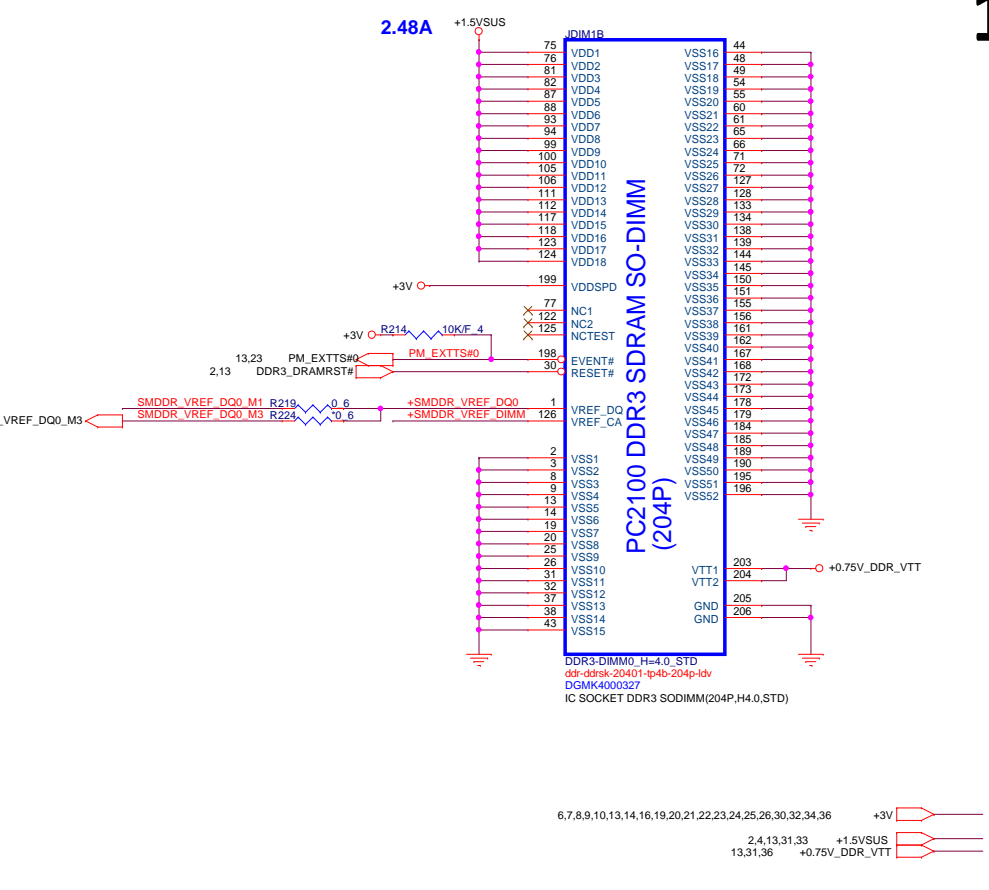 2.48A
+1.5VSUS
JDIM1B
75 VDD1
76 VDD2
81 VDD3
82 VDD4
87 VDD5
88 VDD6
93 VDD7
94 VDD8
99 VDD9
100 VDD10
105 VDD11
106 VDD12
111 VDD13
112 VDD14
117 VDD15
118 VDD16
123 VDD17
124 VDD18
+3V
199 VDDSPD
77 NC1
122 NC2
125 NCTEST
+3V R214 10K/F_4
13,23 PM_EXTTS#0 PM_EXTTS#0 198 EVENT#
2,13 DDR3_DRAMRST# 30 RESET#
SMDDR_VREF_DQ0_M1 R219 0_6 +SMDDR_VREF_DQ0 1 VREF_DQ
_VREF_DQ0_M3 SMDDR_VREF_DQ0_M3 R224 *0_6 +SMDDR_VREF_DIMM 126 VREF_CA
2 VSS1
3 VSS2
8 VSS3
9 VSS4
13 VSS5
14 VSS6
19 VSS7
20 VSS8
25 VSS9
26 VSS10
31 VSS11
32 VSS12
37 VSS13
38 VSS14
43 VSS15
PC2100 DDR3 SDRAM SO-DIMM
(204P)
VSS16 44
VSS17 48
VSS18 49
VSS19 54
VSS20 55
VSS21 60
VSS22 61
VSS23 65
VSS24 66
VSS25 71
VSS26 72
VSS27 127
VSS28 128
VSS29 133
VSS30 134
VSS31 138
VSS32 139
VSS33 144
VSS34 145
VSS35 150
VSS36 151
VSS37 155
VSS38 156
VSS39 161
VSS40 162
VSS41 167
VSS42 168
VSS43 172
VSS44 173
VSS45 178
VSS46 179
VSS47 184
VSS48 185
VSS49 189
VSS50 190
VSS51 195
VSS52 196
VTT1 203 +0.75V_DDR_VTT
VTT2 204
GND 205
GND 206
DDR3-DIMM0_H=4.0_STD
ddr-ddrsk-20401-tp4b-204p-ldv
DGMK4000327
IC SOCKET DDR3 SODIMM(204P,H4.0,STD)
6,7,8,9,10,13,14,16,19,20,21,22,23,24,25,26,30,32,34,36 +3V
2,4,13,31,33 +1.5VSUS
13,31,36 +0.75V_DDR_VTT